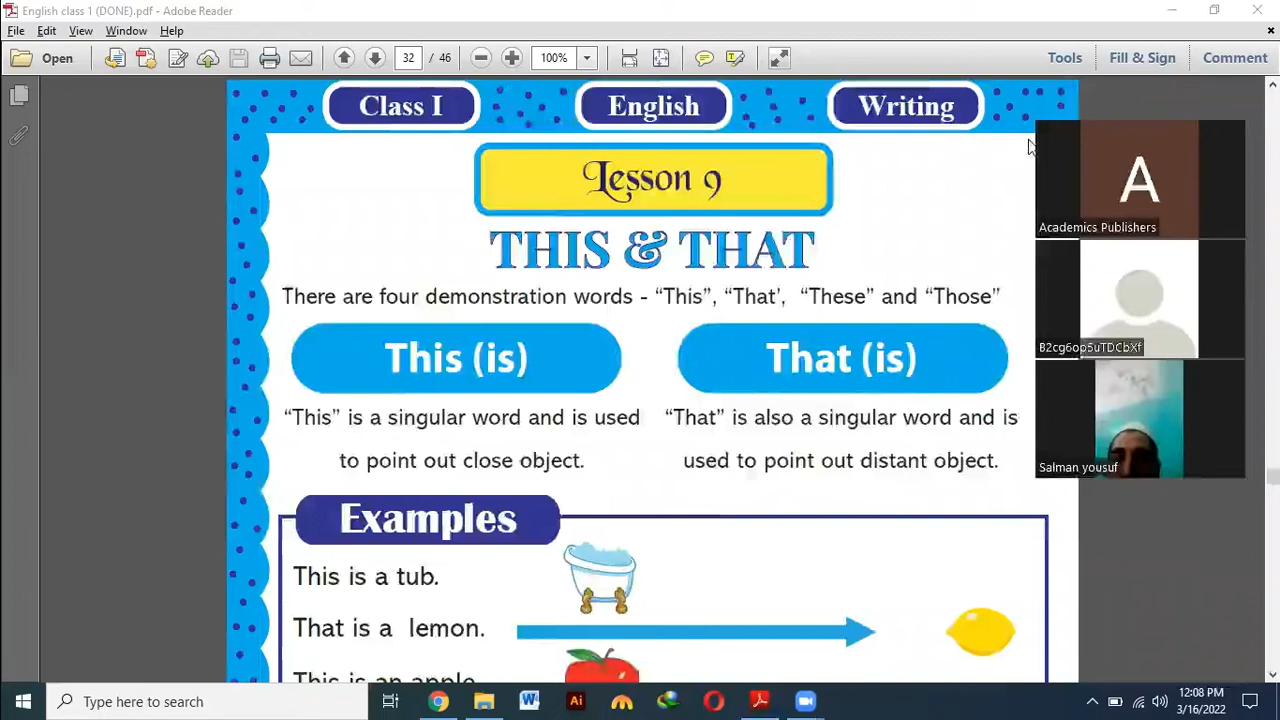 English class 1 (DONE).pdf - Adobe Reader
File Edit View Window Help
Open 32 / 46 100% Tools Fill & Sign Comment
Class I English Writing
Lesson 9
THIS & THAT
There are four demonstration words - “This”, “That’, “These” and “Those”
This (is)
“This” is a singular word and is used
to point out close object.
That (is)
“That” is also a singular word and is
used to point out distant object.
Examples
This is a tub.
That is a lemon.
This is an apple
A
Academics Publishers
B2cg6op5uTDCbXf
Salman yousuf
Type here to search
12:08 PM
3/16/2022